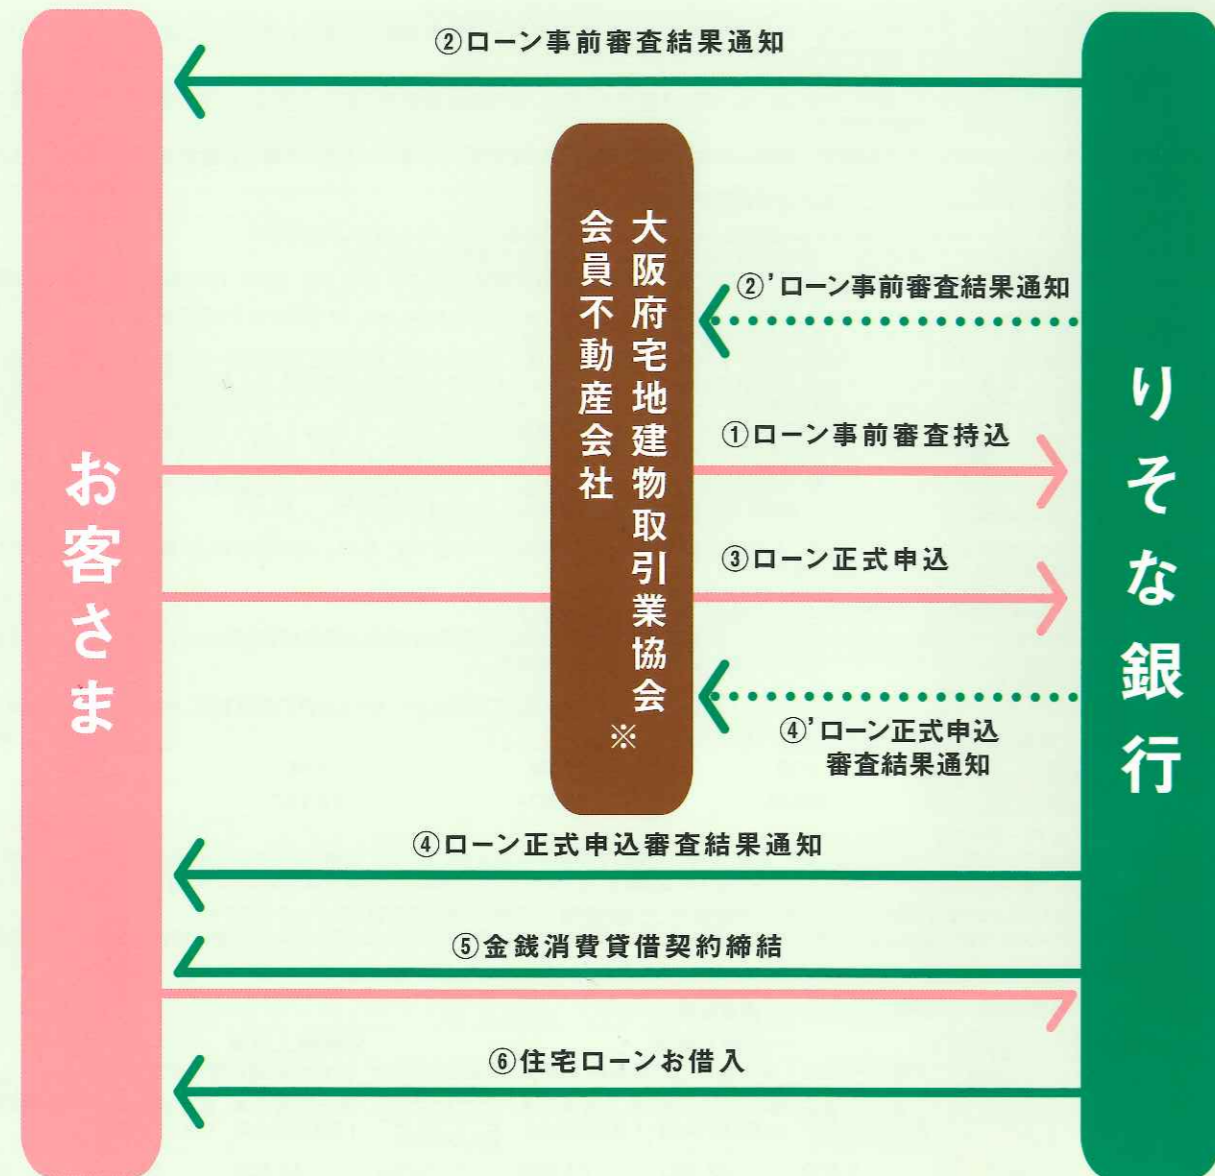 ②ローン事前審査結果通知
お客さま
大阪府宅地建物取引業協会
会員不動産会社
※
りそな銀行
②'ローン事前審査結果通知
①ローン事前審査持込
③ローン正式申込
④'ローン正式申込
審査結果通知
④ローン正式申込審査結果通知
⑤金銭消費貸借契約締結
⑥住宅ローンお借入